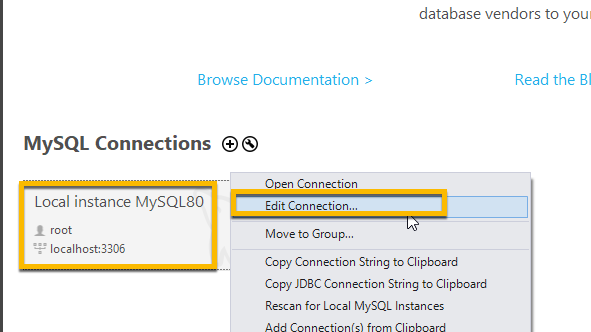 database vendors to your
Browse Documentation >
Read the Bl
MySQL Connections
Local instance MySQL80
root
localhost:3306
Open Connection
Edit Connection...
Move to Group...
Copy Connection String to Clipboard
Copy JDBC Connection String to Clipboard
Rescan for Local MySQL Instances
Add Connection(s) from Clipboard